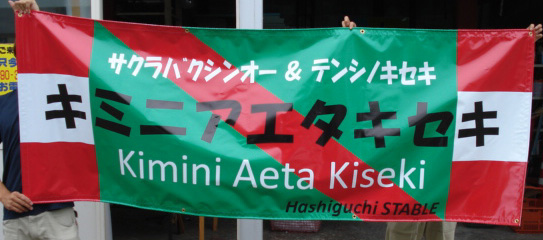 サクラバクシンオー & テンシノキセキ
キミニアエタキセキ
Kimini Aeta Kiseki
Hashiguchi STABLE